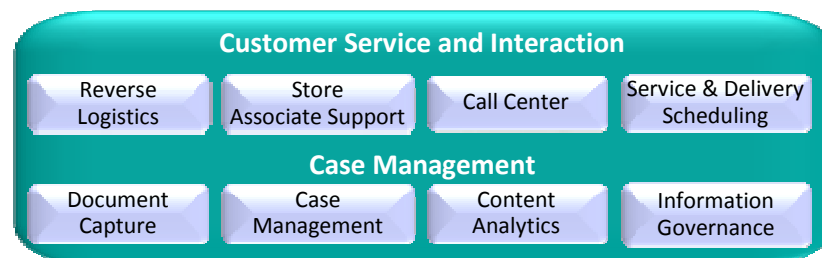 Customer Service and Interaction
Reverse
Logistics
Store
Associate Support
Call Center
Service & Delivery
Scheduling
Case Management
Document
Capture
Case
Management
Content
Analytics
Information
Governance